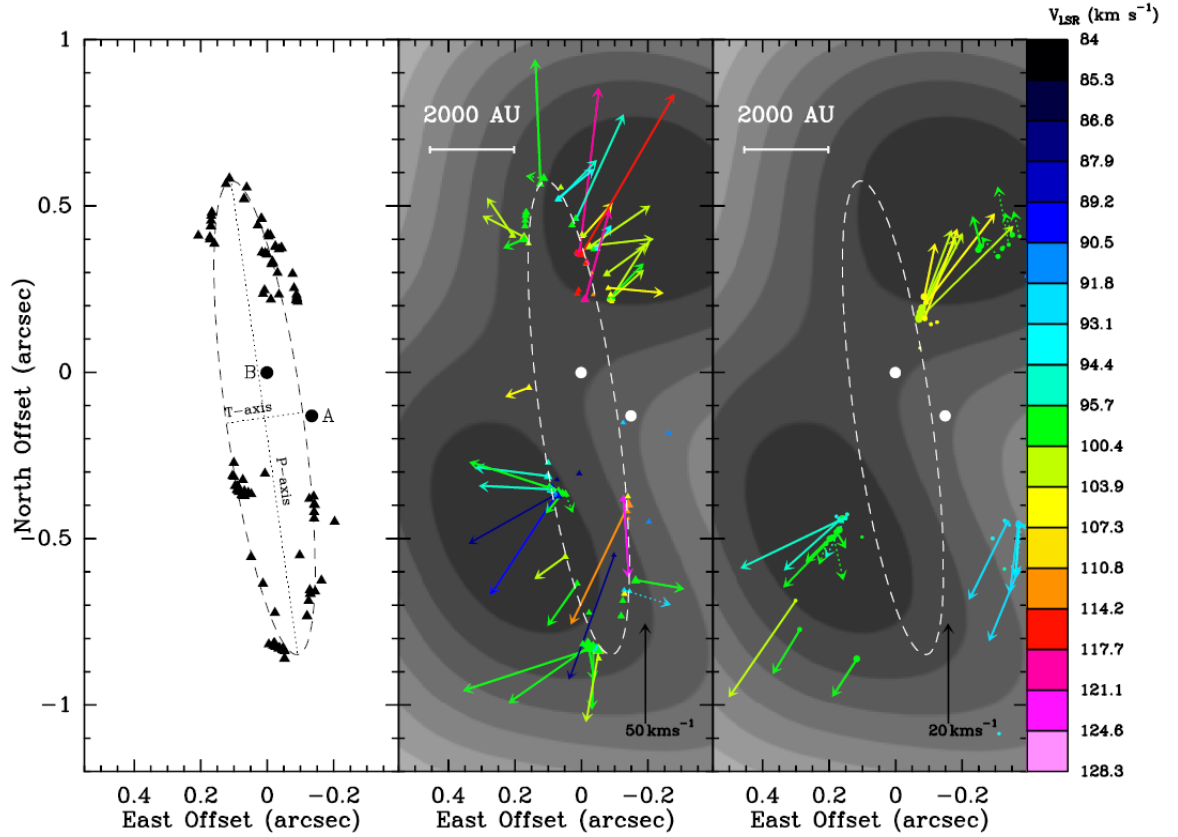 V_LSR (km s⁻¹)
1
0.5
0
-0.5
-1
North Offset (arcsec)
B
A
T-axis
P-axis
2000 AU
2000 AU
50 kms⁻¹
20 kms⁻¹
84
85.3
86.6
87.9
89.2
90.5
91.8
93.1
94.4
95.7
100.4
103.9
107.3
110.8
114.2
117.7
121.1
124.6
128.3
0.4 0.2 0 -0.2
0.4 0.2 0 -0.2
0.4 0.2 0 -0.2
East Offset (arcsec)
East Offset (arcsec)
East Offset (arcsec)